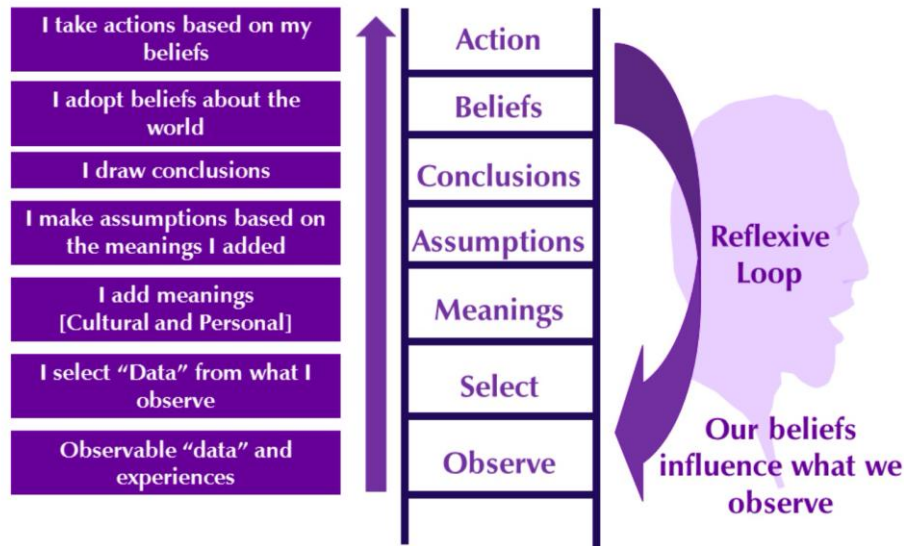 I take actions based on my
beliefs
I adopt beliefs about the
world
I draw conclusions
I make assumptions based on
the meanings I added
I add meanings
[Cultural and Personal]
I select “Data” from what I
observe
Observable “data” and
experiences
Action
Beliefs
Conclusions
Assumptions
Meanings
Select
Observe
Reflexive
Loop
Our beliefs
influence what we
observe